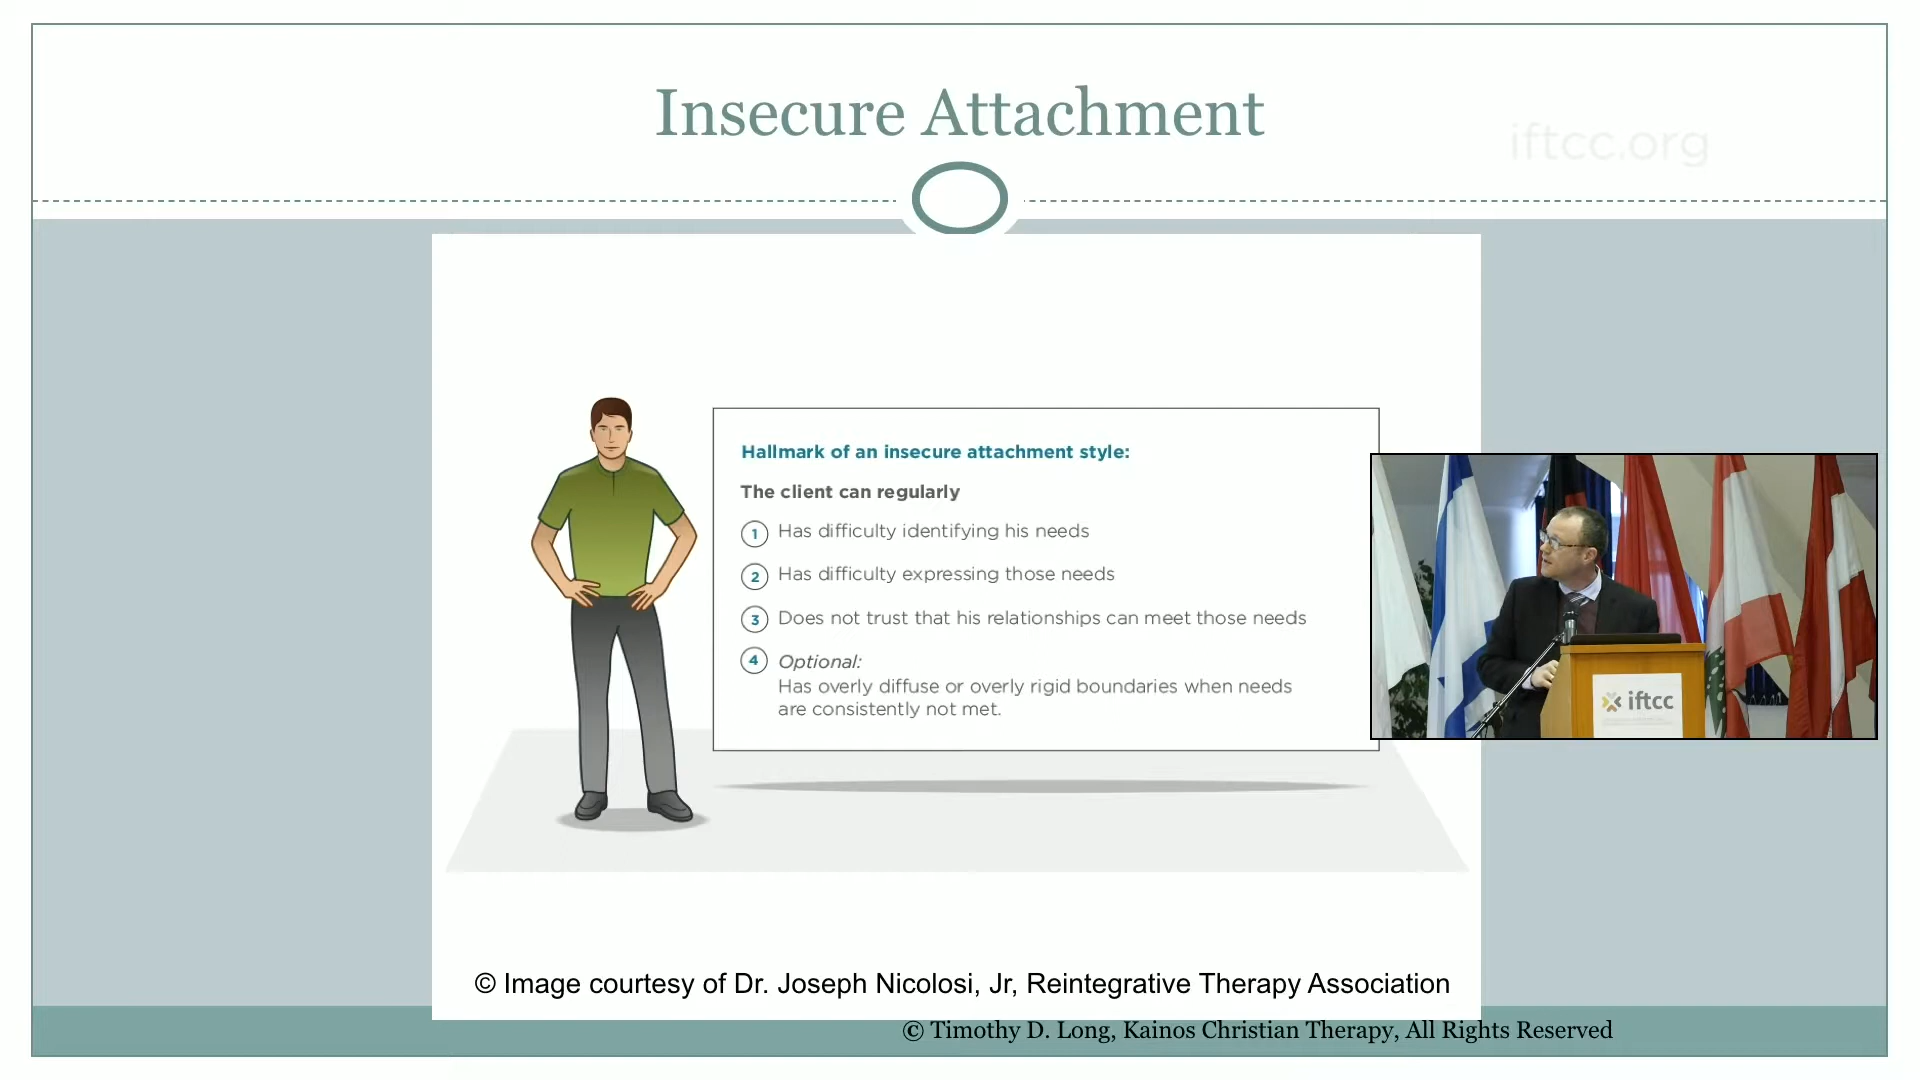 Insecure Attachment
iftcc.org
Hallmark of an insecure attachment style:
The client can regularly
1 Has difficulty identifying his needs
2 Has difficulty expressing those needs
3 Does not trust that his relationships can meet those needs
4 Optional:
Has overly diffuse or overly rigid boundaries when needs
are consistently not met.
iftcc
© Image courtesy of Dr. Joseph Nicolosi, Jr, Reintegrative Therapy Association
© Timothy D. Long, Kainos Christian Therapy, All Rights Reserved